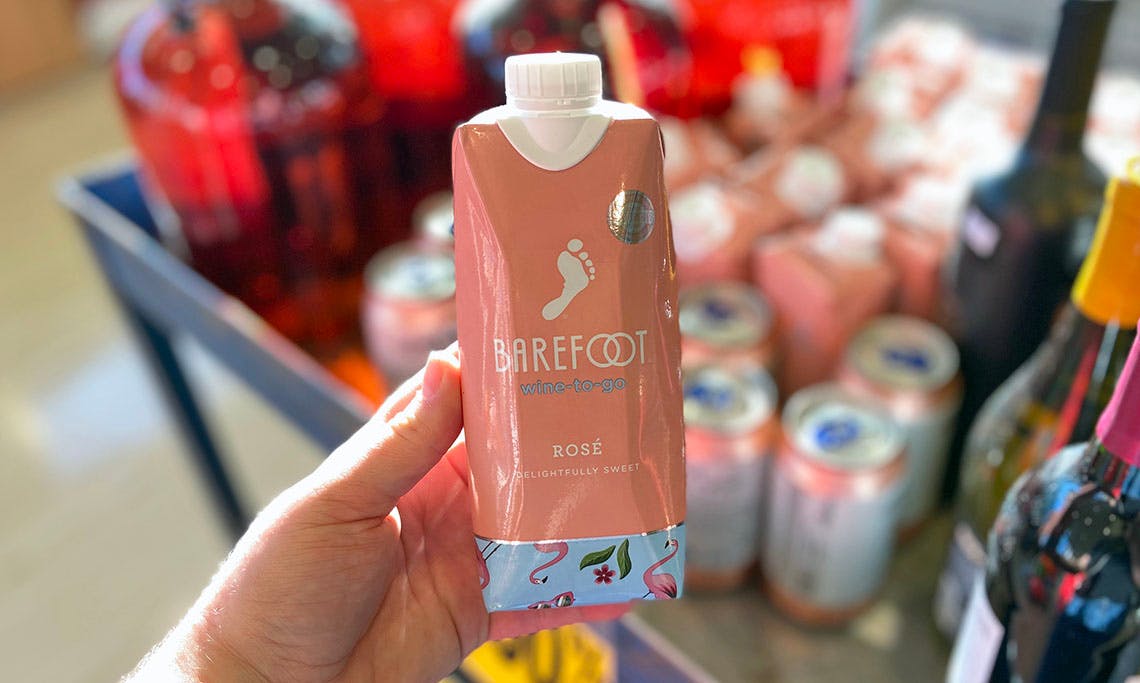 BAREFOOT
wine-to-go
ROSÉ
DELIGHTFULLY SWEET